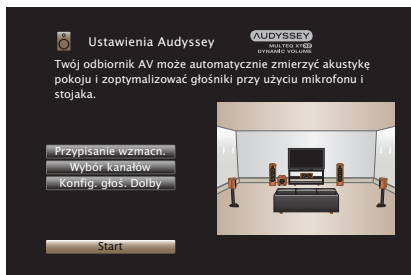 Ustawienia Audyssey
AUDYSSEY
MULTEQ XT32
DYNAMIC VOLUME
Twój odbiornik AV może automatycznie zmierzyć akustykę
pokoju i zoptymalizować głośniki przy użyciu mikrofonu i
stojaka.
Przypisanie wzmacn.
Wybór kanałów
Konfig. głoś. Dolby
Start